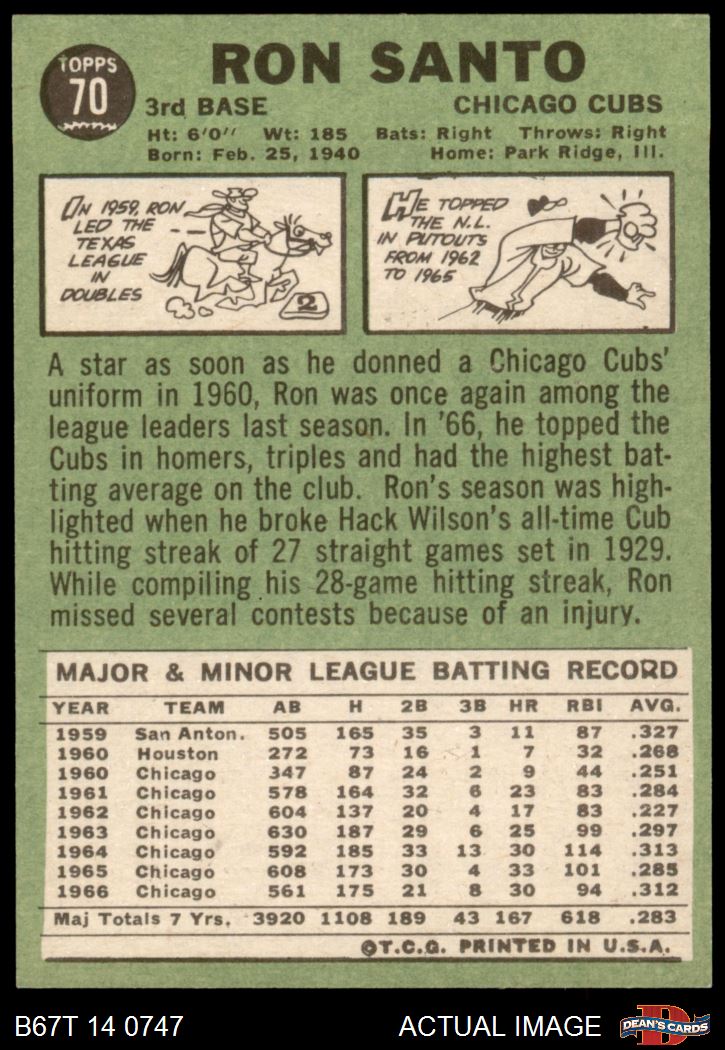 TOPPS
70
RON SANTO
3rd BASE CHICAGO CUBS
Ht: 6'0" Wt: 185 Bats: Right Throws: Right
Born: Feb. 25, 1940 Home: Park Ridge, Ill.
IN 1959, RON
LED THE
TEXAS
LEAGUE
IN
DOUBLES
2
HE TOPPED
THE N.L.
IN PUTOUTS
FROM 1962
TO 1965
A star as soon as he donned a Chicago Cubs'
uniform in 1960, Ron was once again among the
league leaders last season. In '66, he topped the
Cubs in homers, triples and had the highest bat-
ting average on the club. Ron's season was high-
lighted when he broke Hack Wilson's all-time Cub
hitting streak of 27 straight games set in 1929.
While compiling his 28-game hitting streak, Ron
missed several contests because of an injury.
MAJOR & MINOR LEAGUE BATTING RECORD
YEAR TEAM AB H 2B 3B HR RBI AVG.
1959 San Anton. 505 165 35 3 11 87 .327
1960 Houston 272 73 16 1 7 32 .268
1960 Chicago 347 87 24 2 9 44 .251
1961 Chicago 578 164 32 6 23 83 .284
1962 Chicago 604 137 20 4 17 83 .227
1963 Chicago 630 187 29 6 25 99 .297
1964 Chicago 592 185 33 13 30 114 .313
1965 Chicago 608 173 30 4 33 101 .285
1966 Chicago 561 175 21 8 30 94 .312
Maj Totals 7 Yrs. 3920 1108 189 43 167 618 .283
©T.C.G. PRINTED IN U.S.A.
B67T 14 0747 ACTUAL IMAGE
D
DEAN'S CARDS